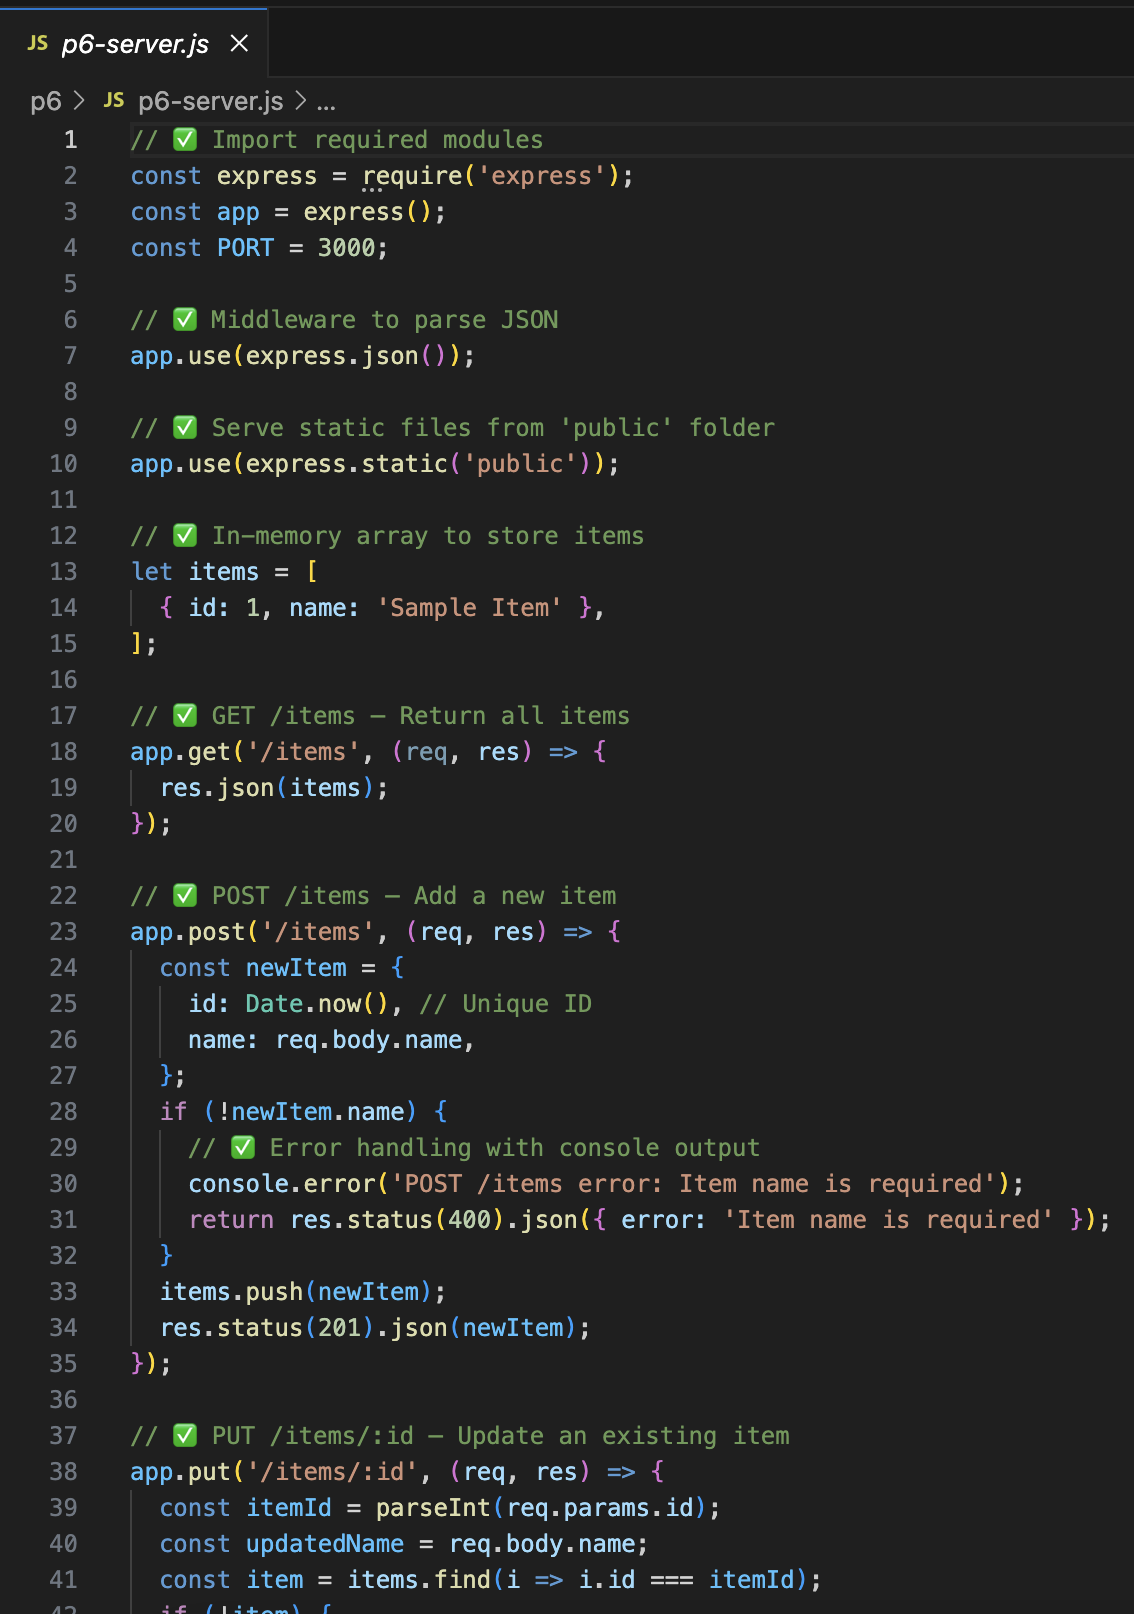 JS p6-server.js ×
p6 > JS p6-server.js > ...
1 // ✅ Import required modules
2 const express = require('express');
3 const app = express();
4 const PORT = 3000;
5
6 // ✅ Middleware to parse JSON
7 app.use(express.json());
8
9 // ✅ Serve static files from 'public' folder
10 app.use(express.static('public'));
11
12 // ✅ In-memory array to store items
13 let items = [
14   { id: 1, name: 'Sample Item' },
15 ];
16
17 // ✅ GET /items – Return all items
18 app.get('/items', (req, res) => {
19   res.json(items);
20 });
21
22 // ✅ POST /items – Add a new item
23 app.post('/items', (req, res) => {
24   const newItem = {
25     id: Date.now(), // Unique ID
26     name: req.body.name,
27   };
28   if (!newItem.name) {
29     // ✅ Error handling with console output
30     console.error('POST /items error: Item name is required');
31     return res.status(400).json({ error: 'Item name is required' });
32   }
33   items.push(newItem);
34   res.status(201).json(newItem);
35 });
36
37 // ✅ PUT /items/:id – Update an existing item
38 app.put('/items/:id', (req, res) => {
39   const itemId = parseInt(req.params.id);
40   const updatedName = req.body.name;
41   const item = items.find(i => i.id === itemId);
42   if (!item) {